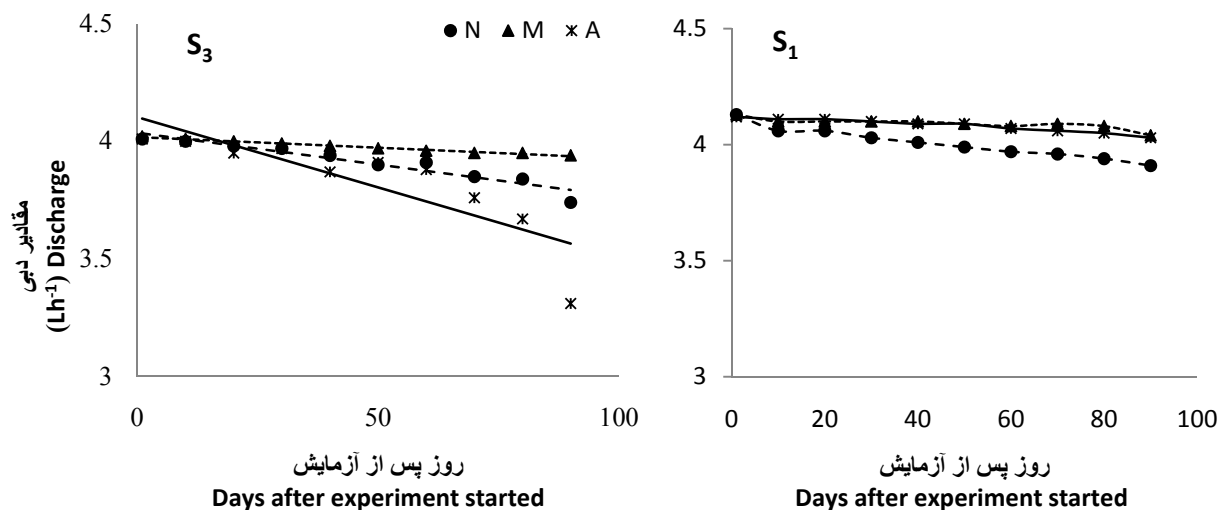 S3
N M A
4.5
4
3.5
3
0 50 100
مقادیر دبی
(Lh-1) Discharge
روز پس از آزمایش
Days after experiment started
S1
4.5
4
3.5
3
0 20 40 60 80 100
روز پس از آزمایش
Days after experiment started